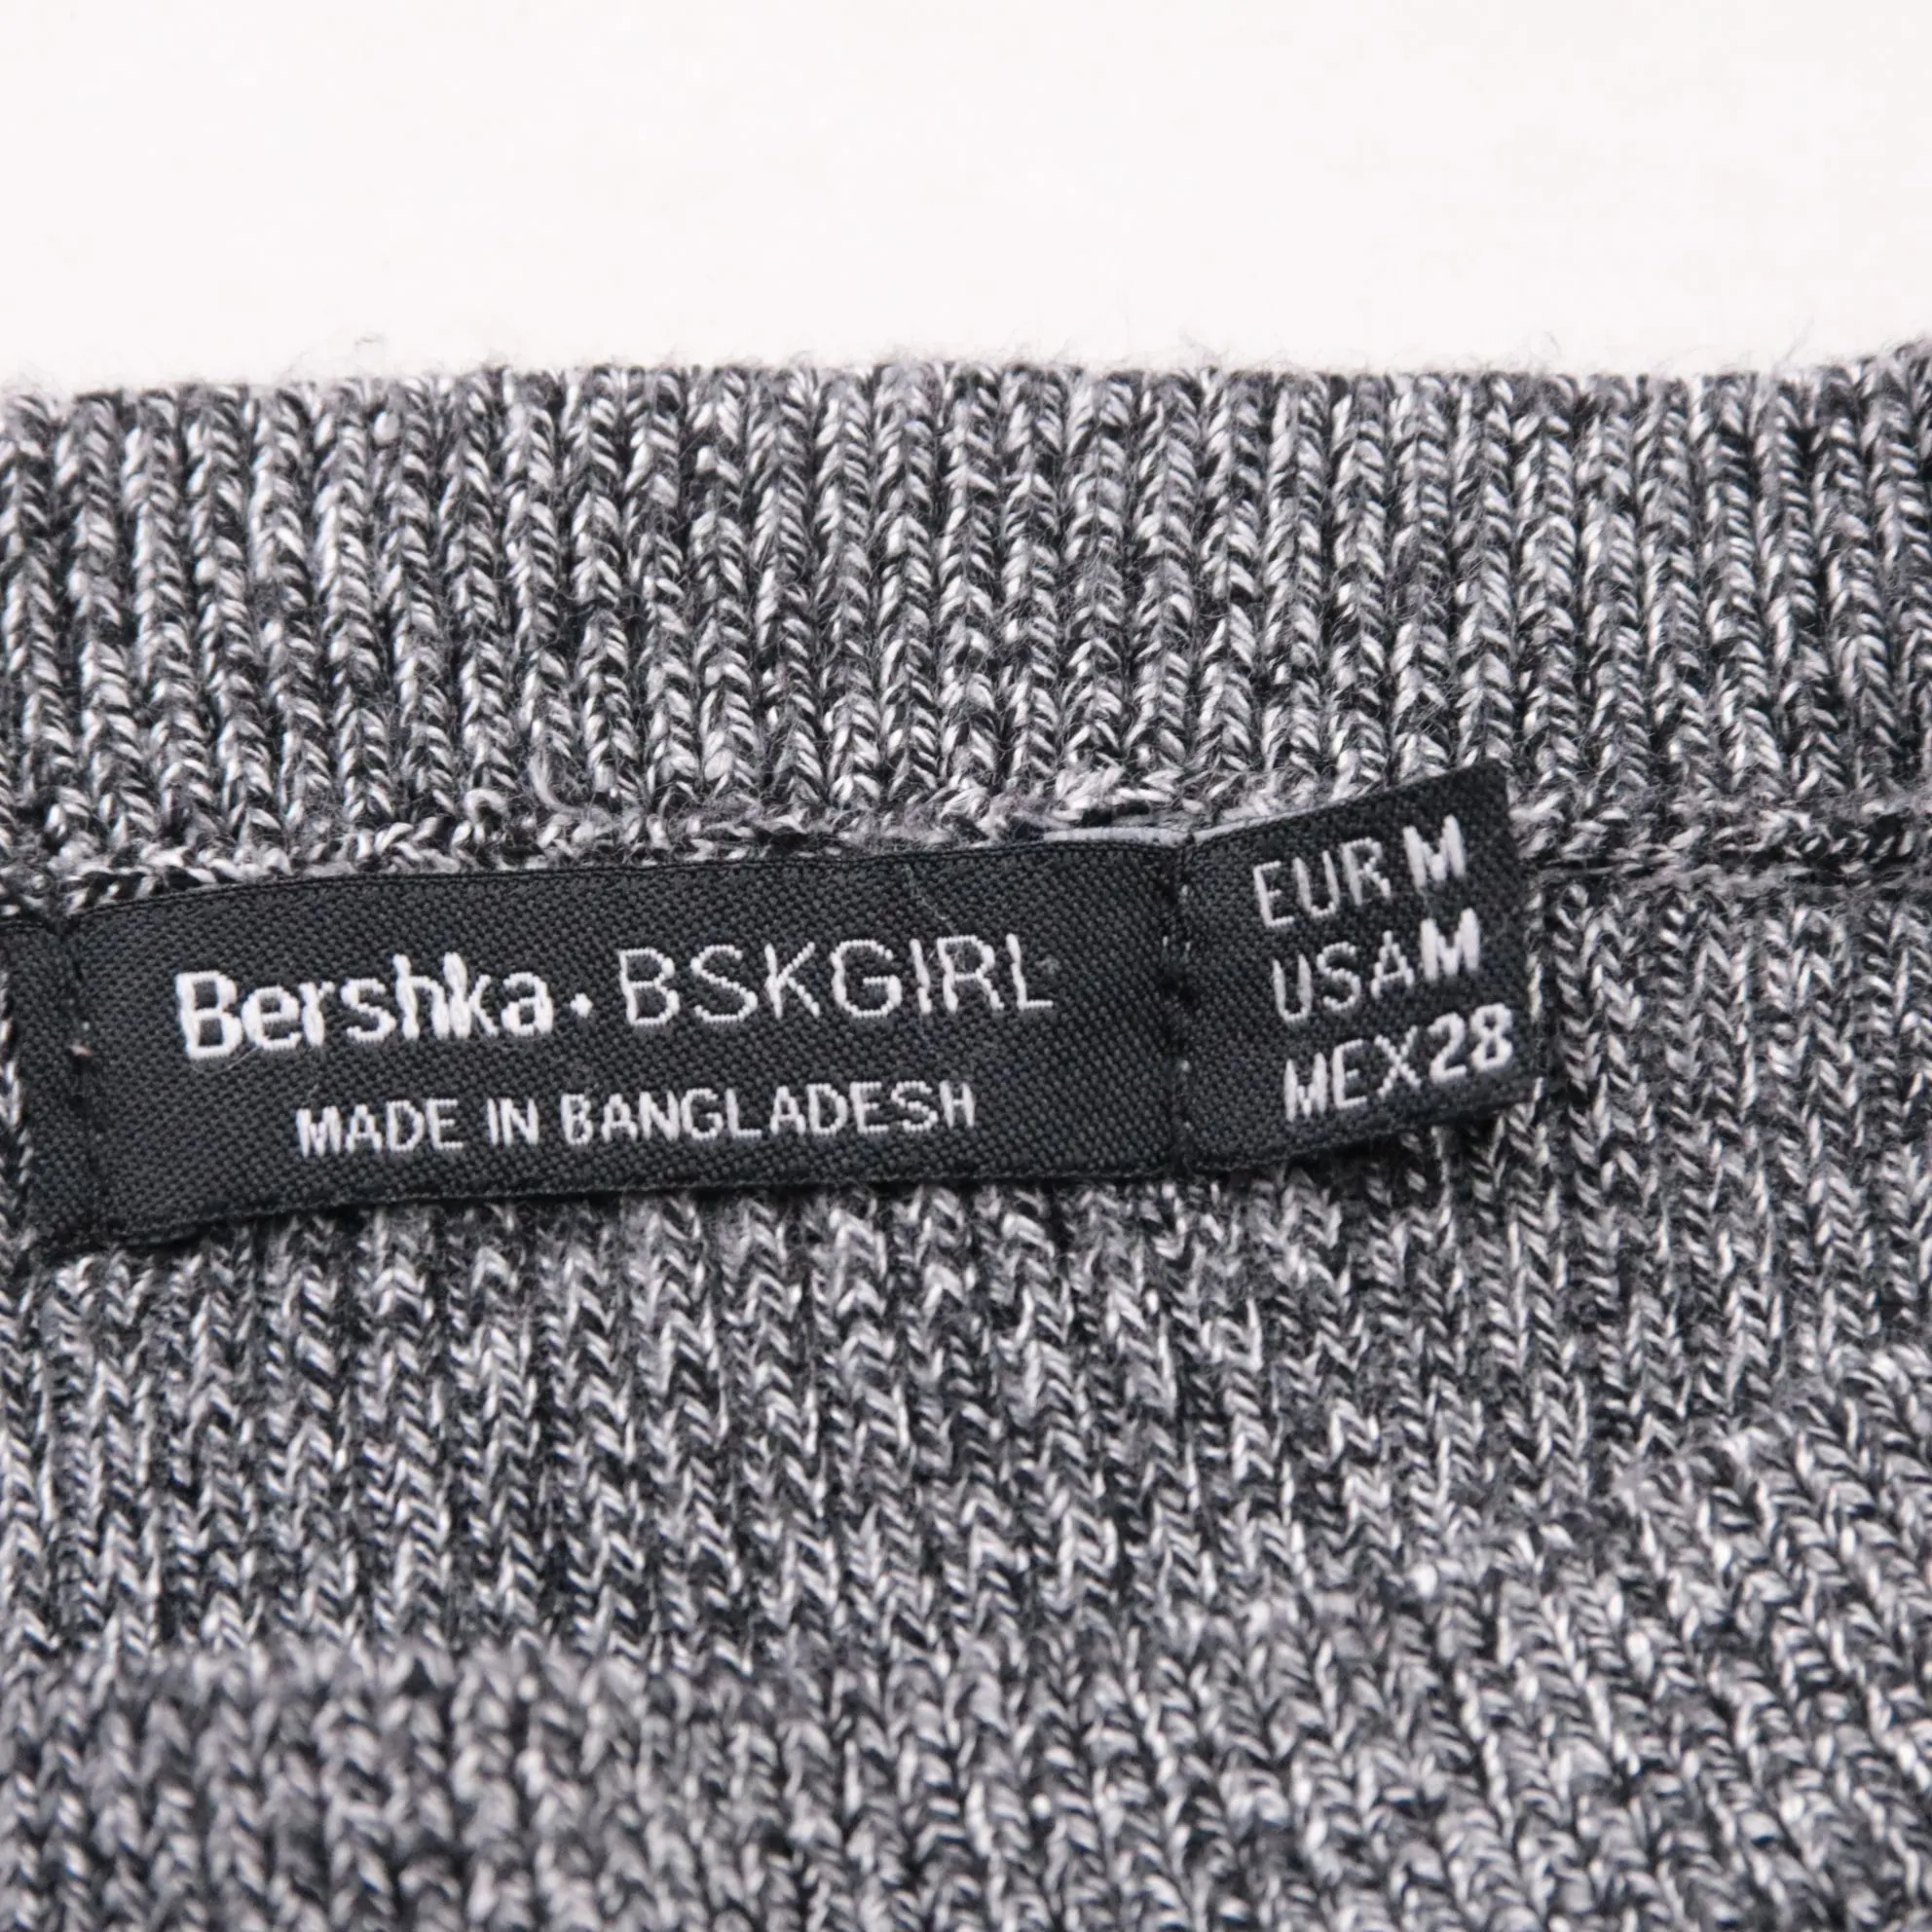 Bershka • BSKGIRL
MADE IN BANGLADESH
EUR M
USA M
MEX 28